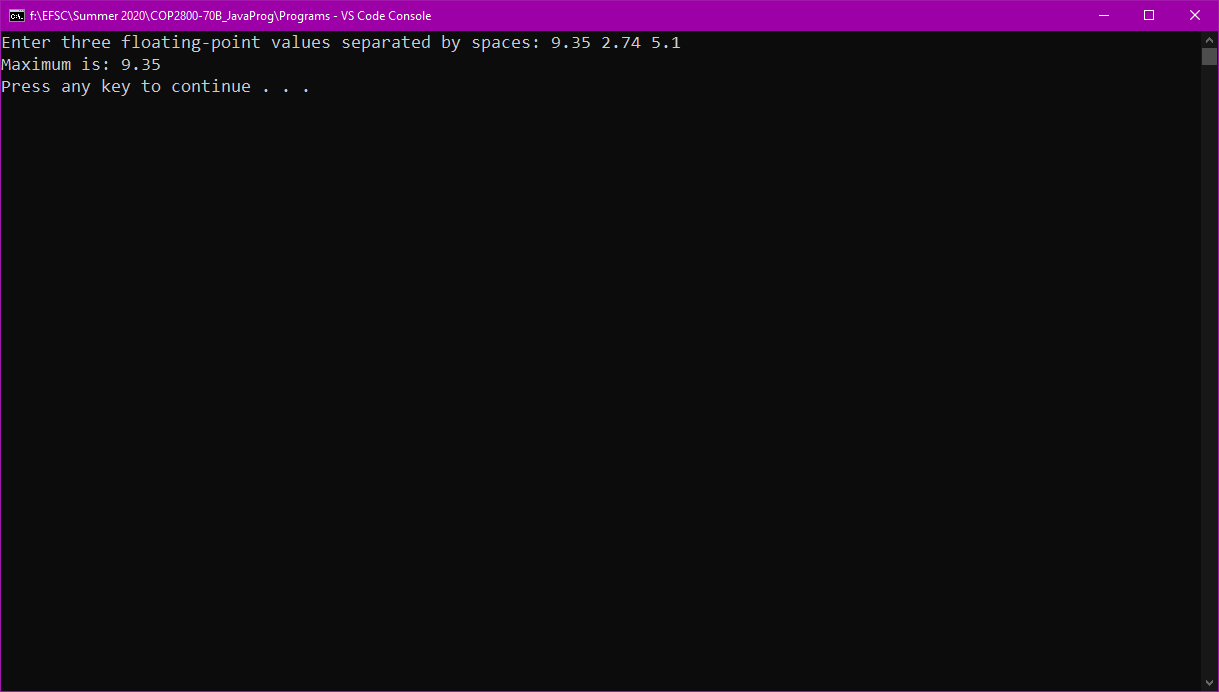 f:\EFSC\Summer 2020\COP2800-70B_JavaProg\Programs - VS Code Console
Enter three floating-point values separated by spaces: 9.35 2.74 5.1
Maximum is: 9.35
Press any key to continue . . .